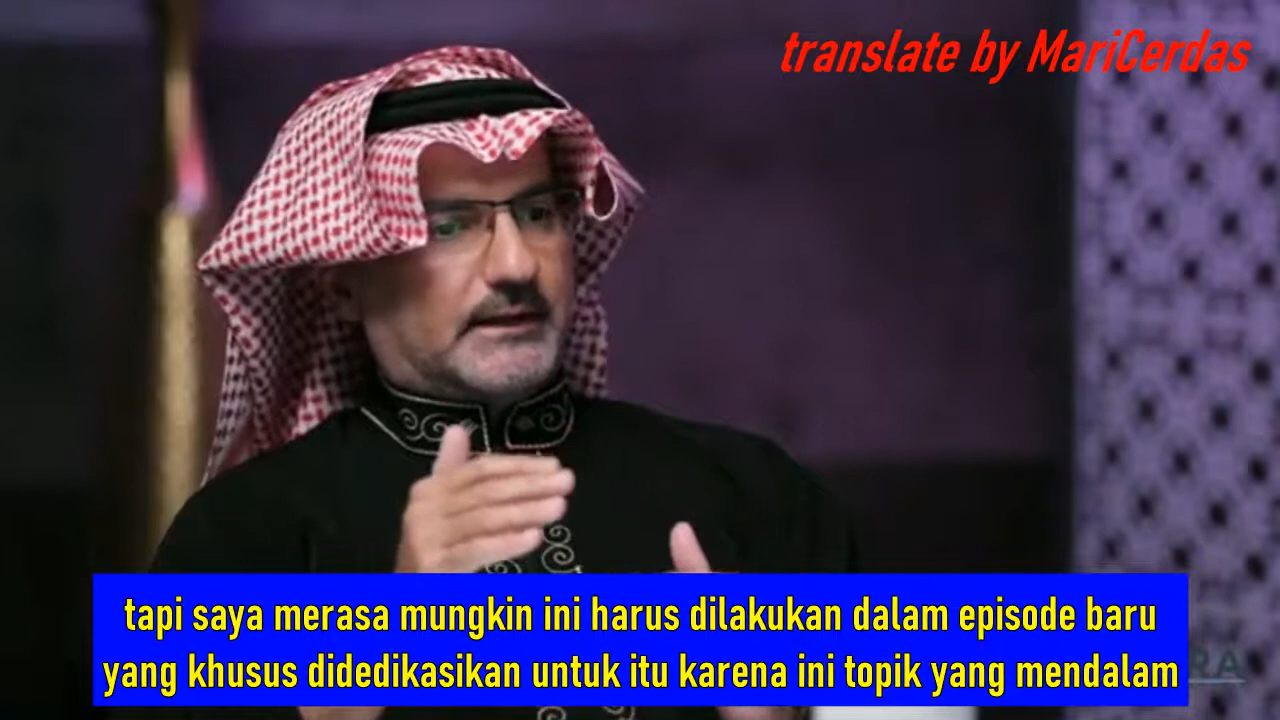 translate by MariCerdas
tapi saya merasa mungkin ini harus dilakukan dalam episode baru
yang khusus didedikasikan untuk itu karena ini topik yang mendalam